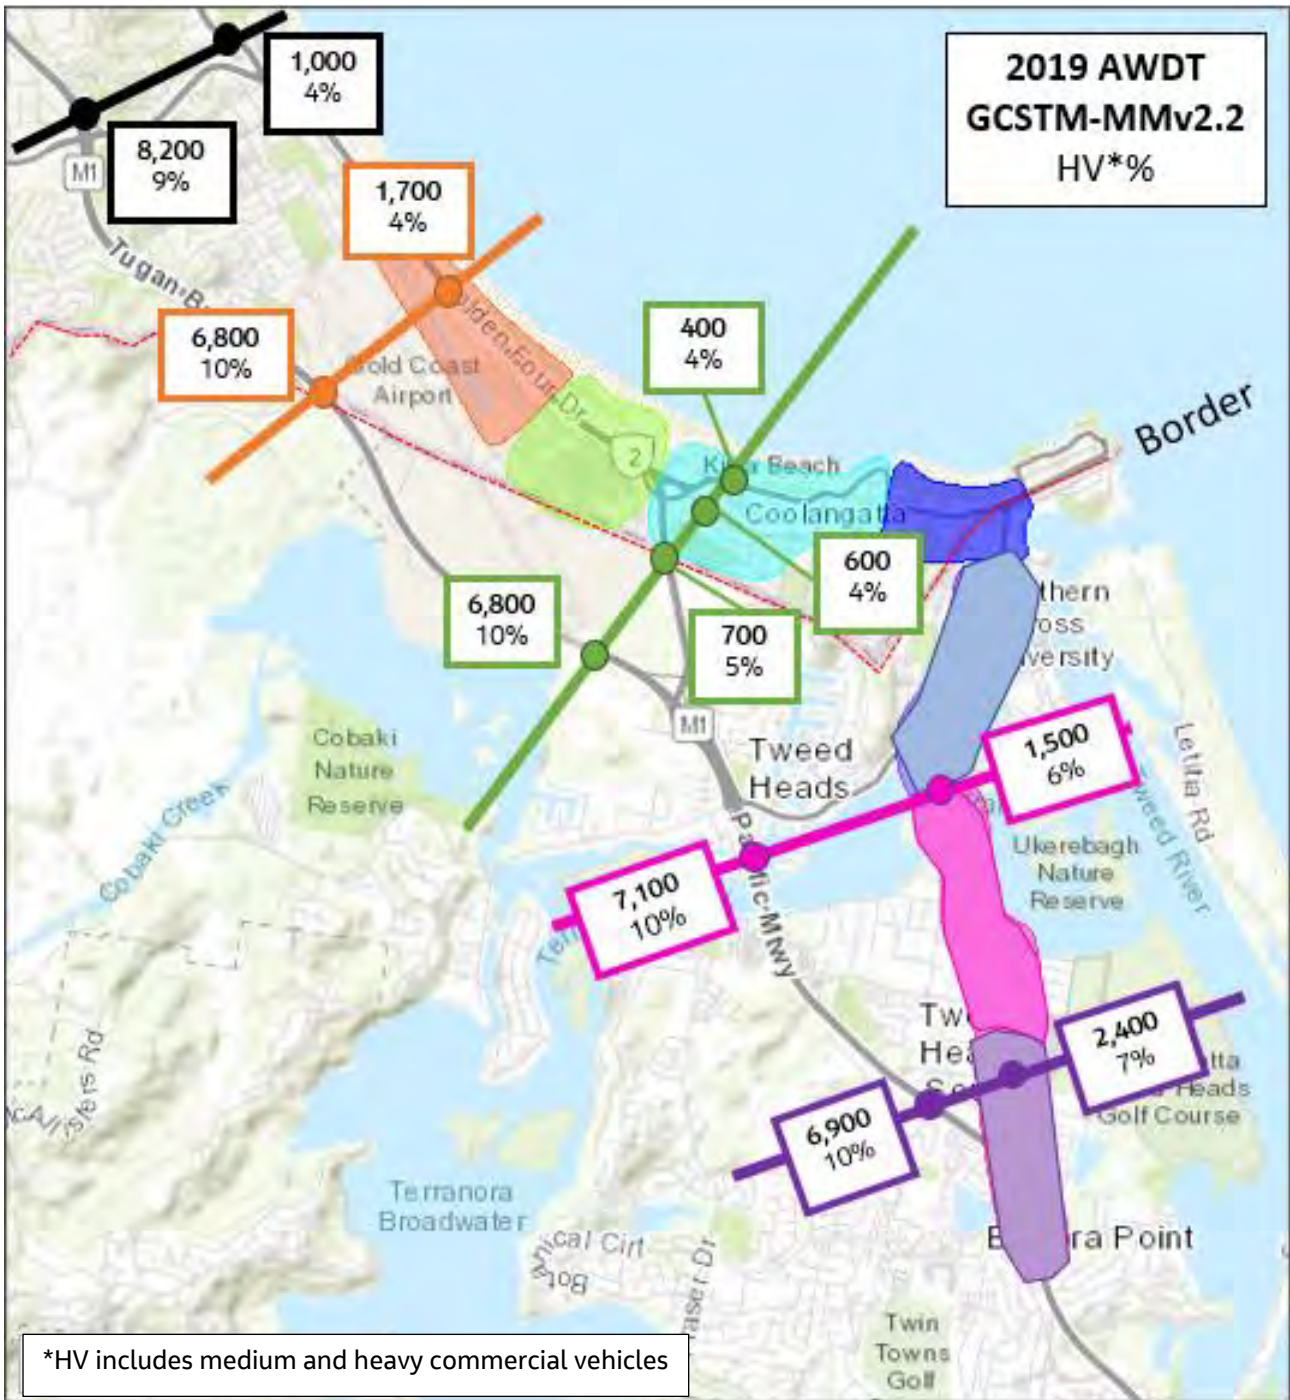 1,000
4%
2019 AWDT
GCSTM-MMv2.2
HV*%
8,200
9%
M1
1,700
4%
Tugan
6,800
10%
Gold Coast
Airport
400
4%
2
Border
Beach
Coolangatta
600
4%
6,800
10%
700
5%
M1
Cobaki
Nature
Reserve
Cobaki Creek
Tweed
Heads
1,500
6%
Letitia Rd
Tweed River
Ukerebagh
Nature
Reserve
7,100
10%
Mtwy
2,400
7%
Heads
Golf Course
6,900
10%
Terranora
Broadwater
Point
Twin
Towns
Golf
*HV includes medium and heavy commercial vehicles